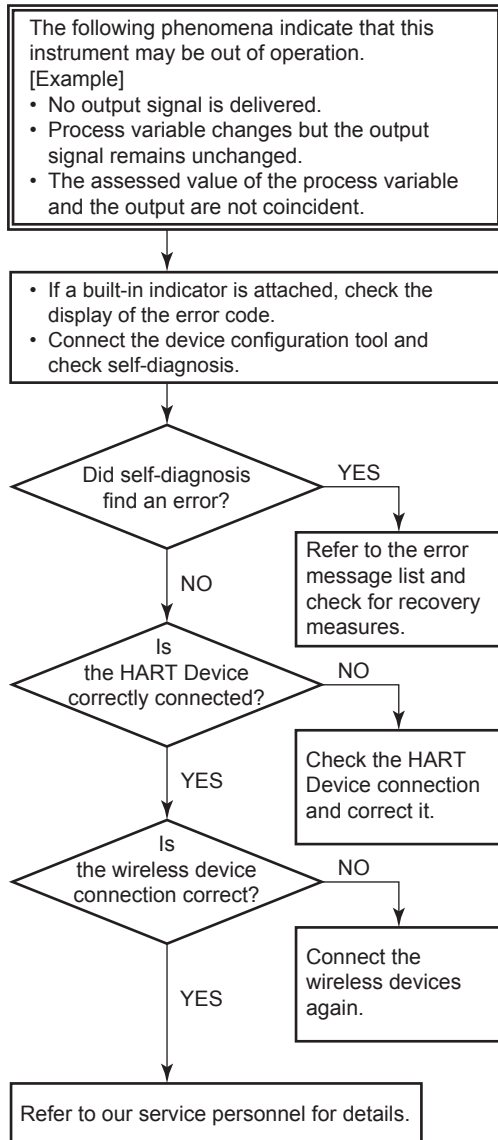 The following phenomena indicate that this
instrument may be out of operation.
[Example]
• No output signal is delivered.
• Process variable changes but the output
signal remains unchanged.
• The assessed value of the process variable
and the output are not coincident.
• If a built-in indicator is attached, check the
display of the error code.
• Connect the device configuration tool and
check self-diagnosis.
Did self-diagnosis
find an error?
YES
Refer to the error
message list and
check for recovery
measures.
NO
Is
the HART Device
correctly connected?
NO
Check the HART
Device connection
and correct it.
YES
Is
the wireless device
connection correct?
NO
Connect the
wireless devices
again.
YES
Refer to our service personnel for details.